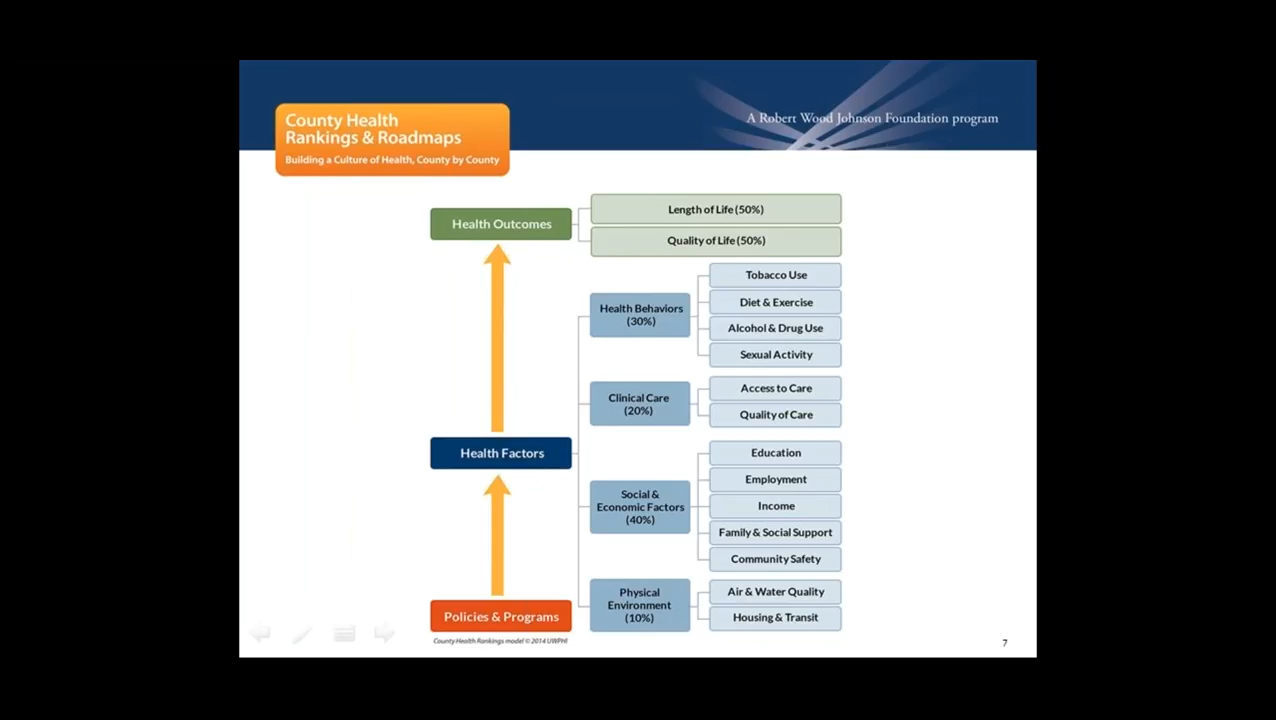 County Health
Rankings & Roadmaps
Building a Culture of Health, County by County
A Robert Wood Johnson Foundation program
Health Outcomes
Length of Life (50%)
Quality of Life (50%)
Health Factors
Health Behaviors
(30%)
Tobacco Use
Diet & Exercise
Alcohol & Drug Use
Sexual Activity
Clinical Care
(20%)
Access to Care
Quality of Care
Social &
Economic Factors
(40%)
Education
Employment
Income
Family & Social Support
Community Safety
Physical
Environment
(10%)
Air & Water Quality
Housing & Transit
Policies & Programs
County Health Rankings model © 2014 UWPHI
7